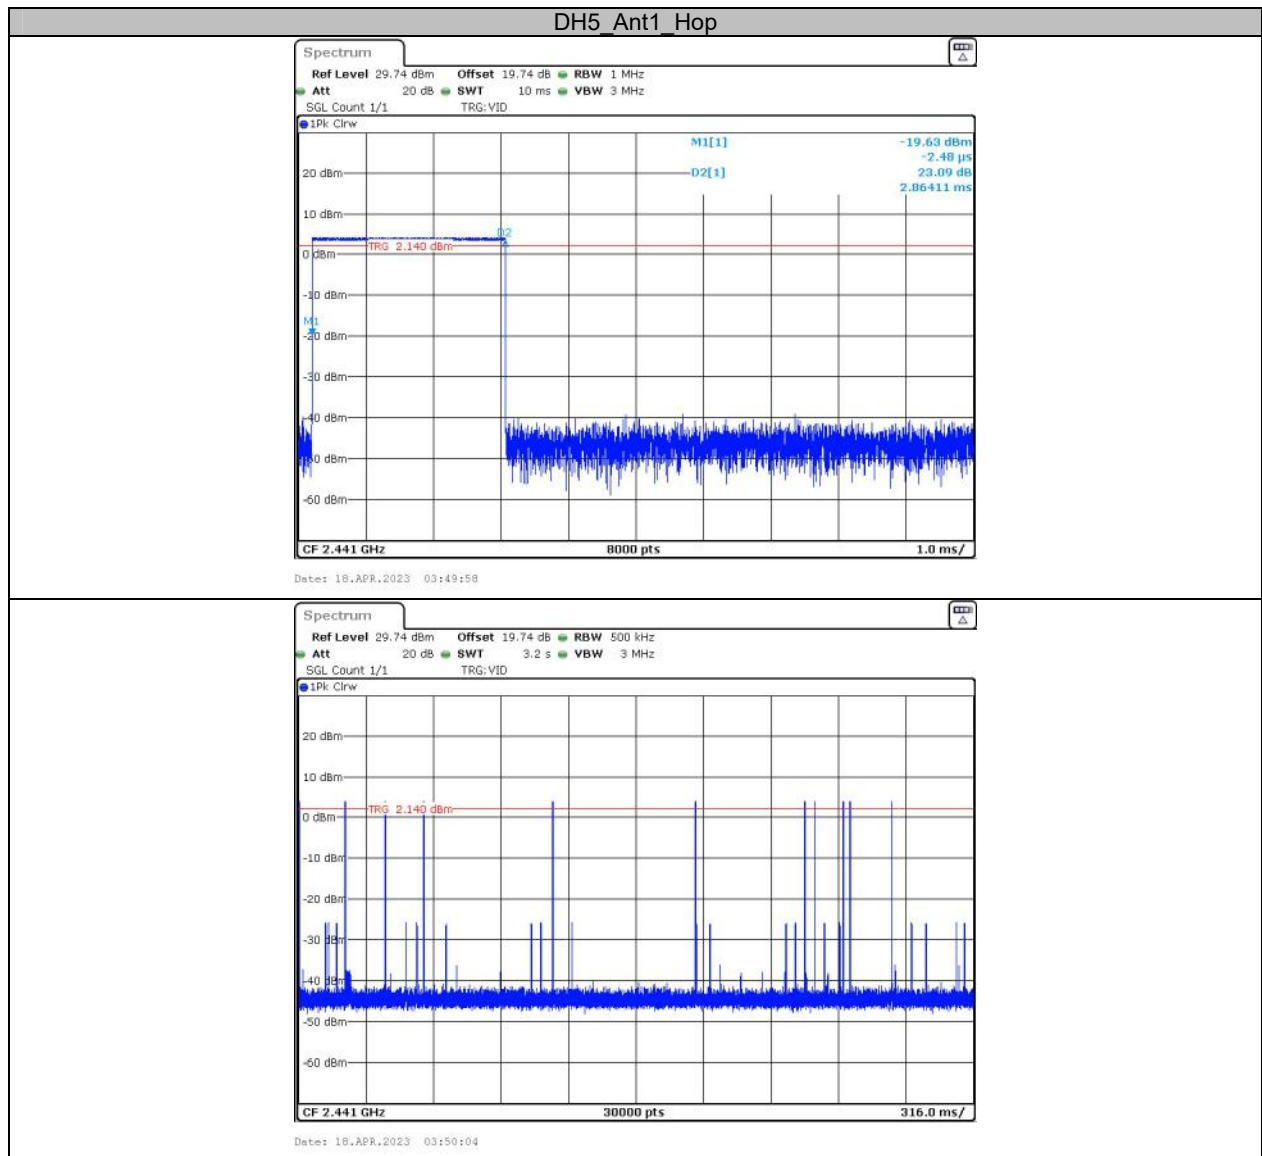 DH5_Ant1_Hop
Spectrum
Ref Level 29.74 dBm Offset 19.74 dB RBW 1 MHz
Att 20 dB SWT 10 ms VBW 3 MHz
SGL Count 1/1 TRG:VID
1Pk Clrw
M1[1] -19.63 dBm
-2.48 µs
20 dBm D2[1] 23.09 dB
2.86411 ms
10 dBm
D2
TRG 2.140 dBm
0 dBm
-10 dBm
M1
-20 dBm
-30 dBm
-40 dBm
-50 dBm
-60 dBm
CF 2.441 GHz 8000 pts 1.0 ms/
Date: 18.APR.2023 03:49:58
Spectrum
Ref Level 29.74 dBm Offset 19.74 dB RBW 500 kHz
Att 20 dB SWT 3.2 s VBW 3 MHz
SGL Count 1/1 TRG:VID
1Pk Clrw
20 dBm
10 dBm
TRG 2.140 dBm
0 dBm
-10 dBm
-20 dBm
-30 dBm
-40 dBm
-50 dBm
-60 dBm
CF 2.441 GHz 30000 pts 316.0 ms/
Date: 18.APR.2023 03:50:04